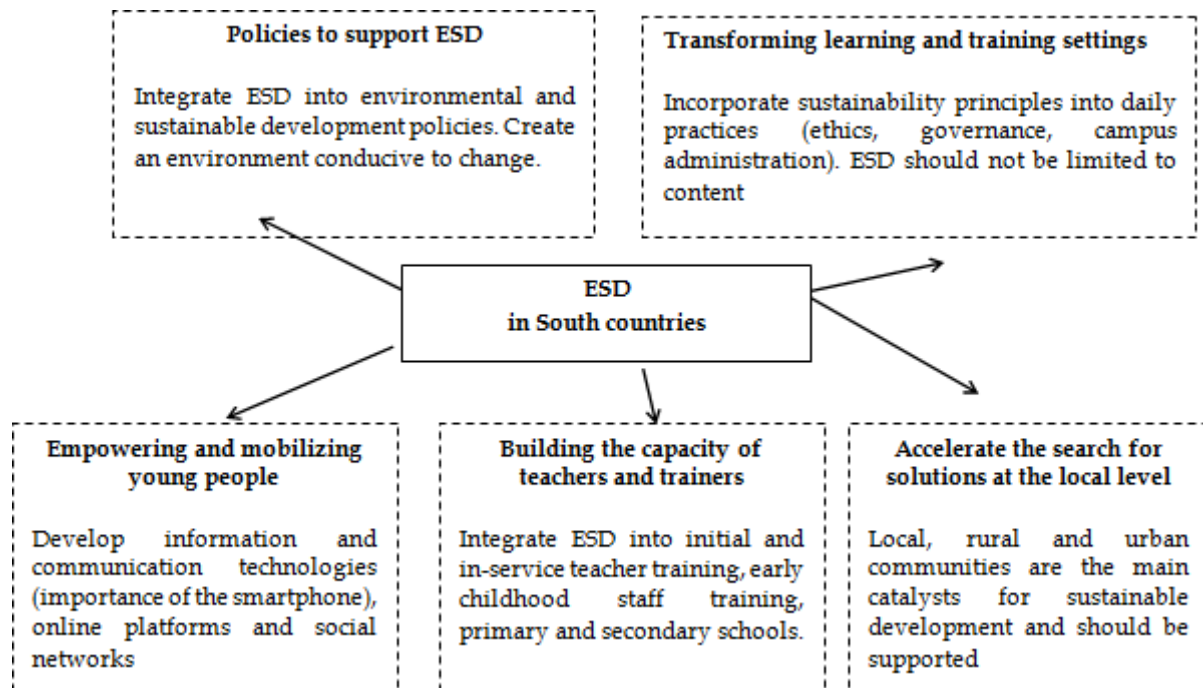 Policies to support ESD
Integrate ESD into environmental and
sustainable development policies. Create
an environment conducive to change.
Transforming learning and training settings
Incorporate sustainability principles into daily
practices (ethics, governance, campus
administration). ESD should not be limited to
content
ESD
in South countries
Empowering and mobilizing
young people
Develop information and
communication technologies
(importance of the smartphone),
online platforms and social
networks
Building the capacity of
teachers and trainers
Integrate ESD into initial and
in-service teacher training, early
childhood staff training,
primary and secondary schools.
Accelerate the search for
solutions at the local level
Local, rural and urban
communities are the main
catalysts for sustainable
development and should be
supported